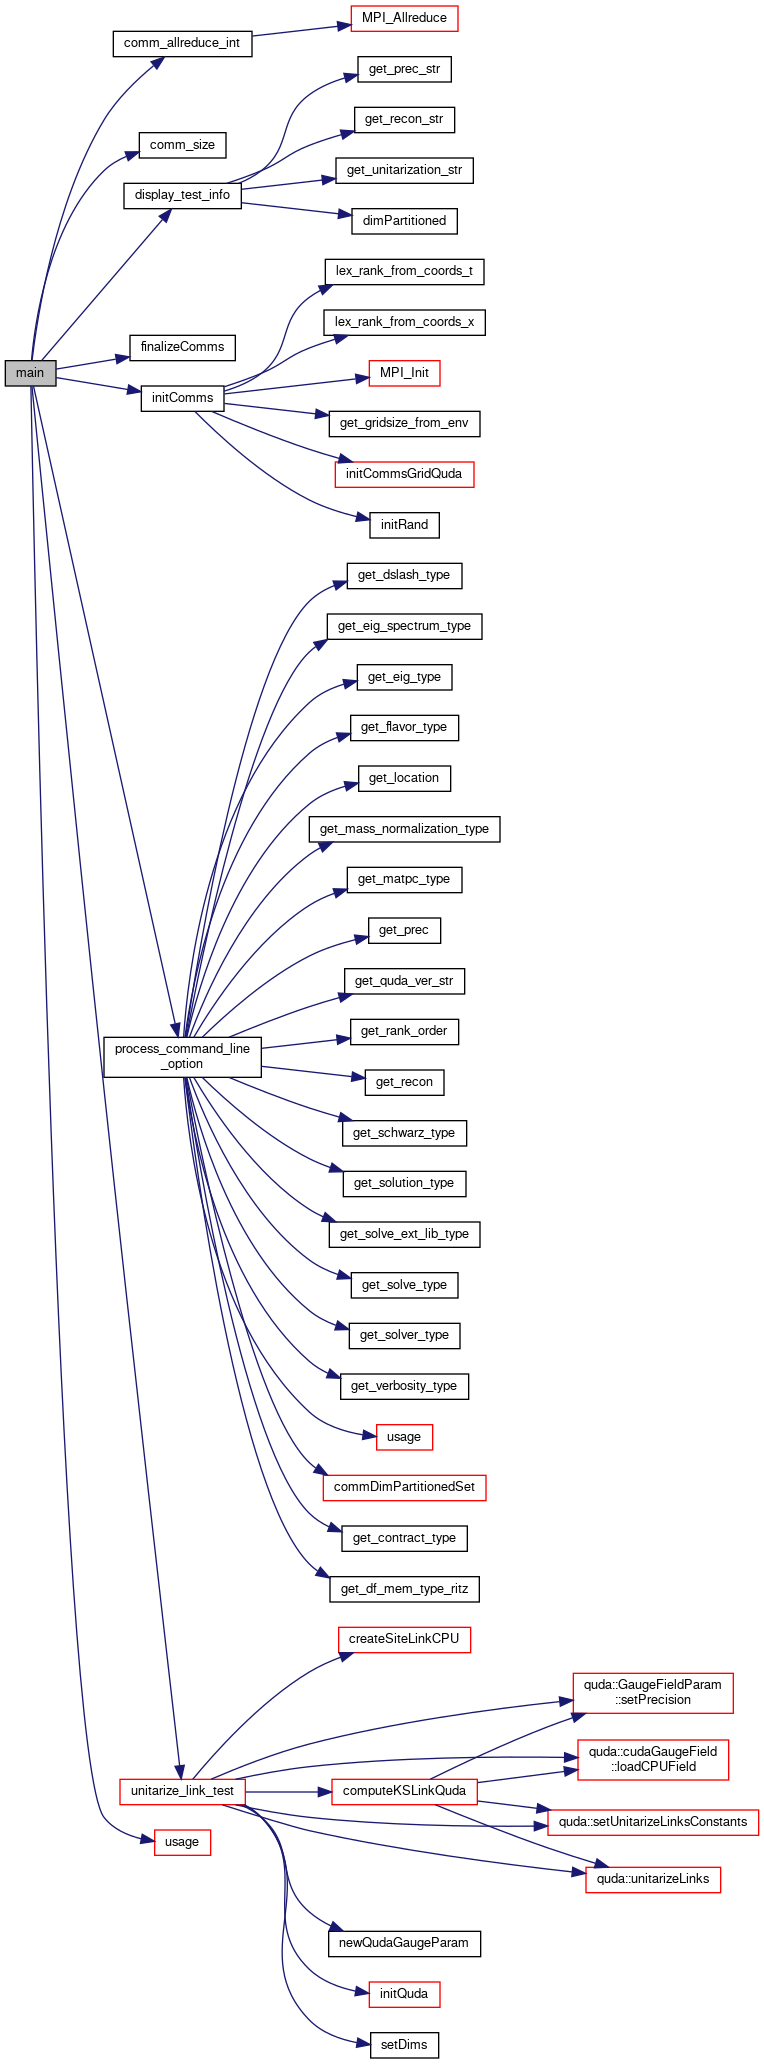 MPI_Allreduce
comm_allreduce_int
get_prec_str
get_recon_str
comm_size
get_unitarization_str
display_test_info
dimPartitioned
lex_rank_from_coords_t
lex_rank_from_coords_x
finalizeComms
main
MPI_Init
initComms
get_gridsize_from_env
initCommsGridQuda
initRand
get_dslash_type
get_eig_spectrum_type
get_eig_type
get_flavor_type
get_location
get_mass_normalization_type
get_matpc_type
get_prec
get_quda_ver_str
get_rank_order
process_command_line
_option
get_recon
get_schwarz_type
get_solution_type
get_solve_ext_lib_type
get_solve_type
get_solver_type
get_verbosity_type
usage
commDimPartitionedSet
get_contract_type
get_df_mem_type_ritz
createSiteLinkCPU
quda::GaugeFieldParam
::setPrecision
quda::cudaGaugeField
::loadCPUField
unitarize_link_test
computeKSLinkQuda
quda::setUnitarizeLinksConstants
usage
quda::unitarizeLinks
newQudaGaugeParam
initQuda
setDims